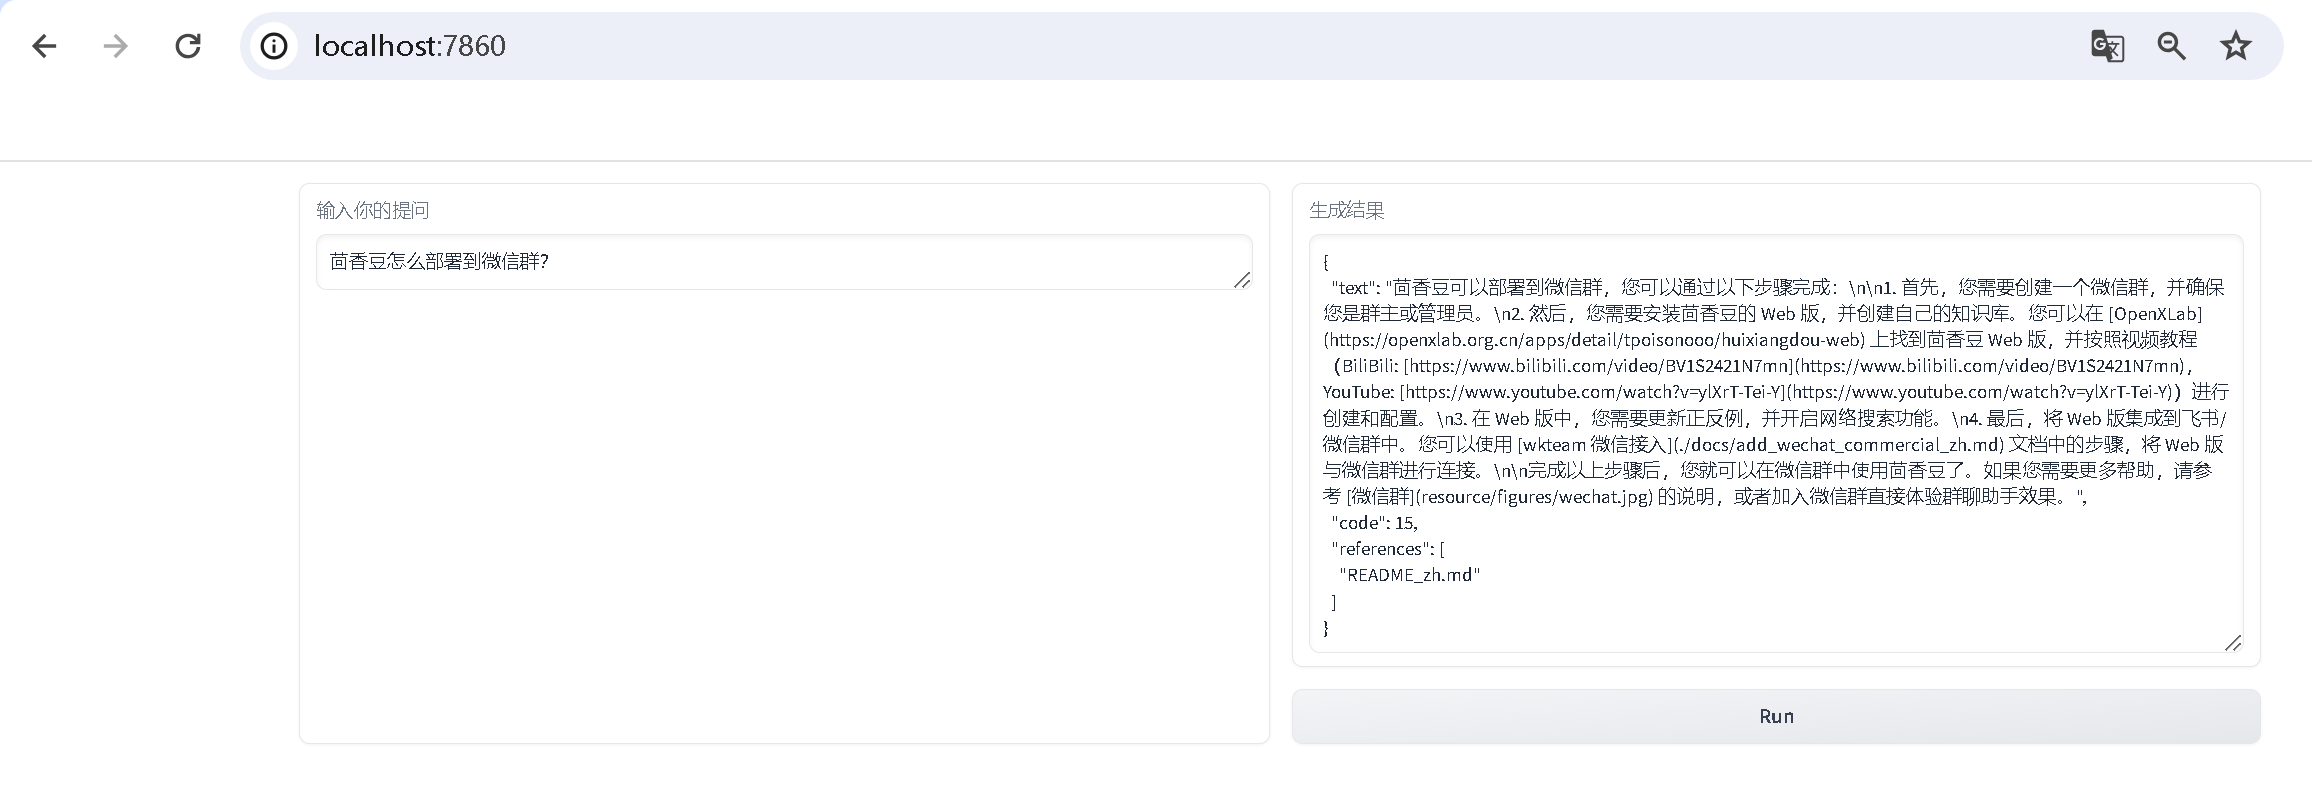 localhost:7860
输入你的提问
茴香豆怎么部署到微信群?
生成结果
{
"text": "茴香豆可以部署到微信群，您可以通过以下步骤完成：\n\n1. 首先，您需要创建一个微信群，并确保
您是群主或管理员。\n2. 然后，您需要安装茴香豆的 Web 版，并创建自己的知识库。您可以在 [OpenXLab]
(https://openxlab.org.cn/apps/detail/tpoisonooo/huixiangdou-web) 上找到茴香豆 Web 版，并按照视频教程
（BiliBili: [https://www.bilibili.com/video/BV1S2421N7mn](https://www.bilibili.com/video/BV1S2421N7mn),
YouTube: [https://www.youtube.com/watch?v=ylXrT-Tei-Y](https://www.youtube.com/watch?v=ylXrT-Tei-Y)）进行
创建和配置。\n3. 在 Web 版中，您需要更新正反例，并开启网络搜索功能。\n4. 最后，将 Web 版集成到飞书/
微信群中。您可以使用 [wkteam 微信接入](./docs/add_wechat_commercial_zh.md) 文档中的步骤，将 Web 版
与微信群进行连接。\n\n完成以上步骤后，您就可以在微信群中使用茴香豆了。如果您需要更多帮助，请参
考 [微信群](resource/figures/wechat.jpg) 的说明，或者加入微信群直接体验群聊助手效果。",
"code": 15,
"references": [
"README_zh.md"
]
}
Run